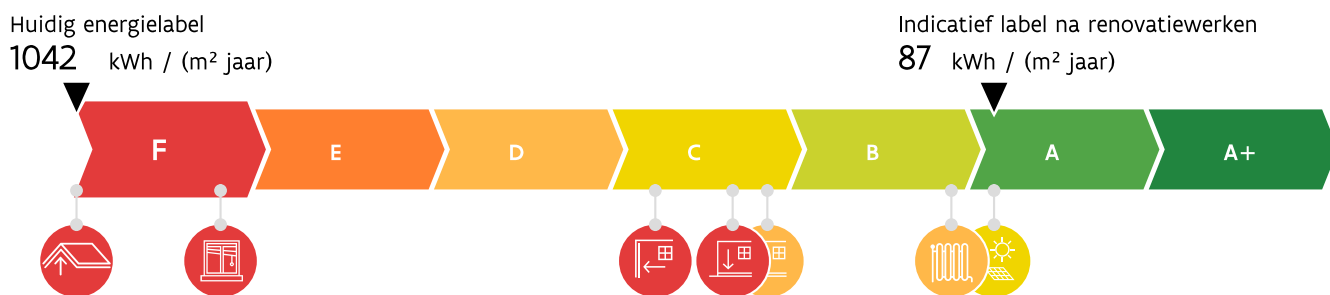 Huidig energielabel
1042 kWh / (m² jaar)
Indicatief label na renovatiewerken
87 kWh / (m² jaar)
F E D C B A A+